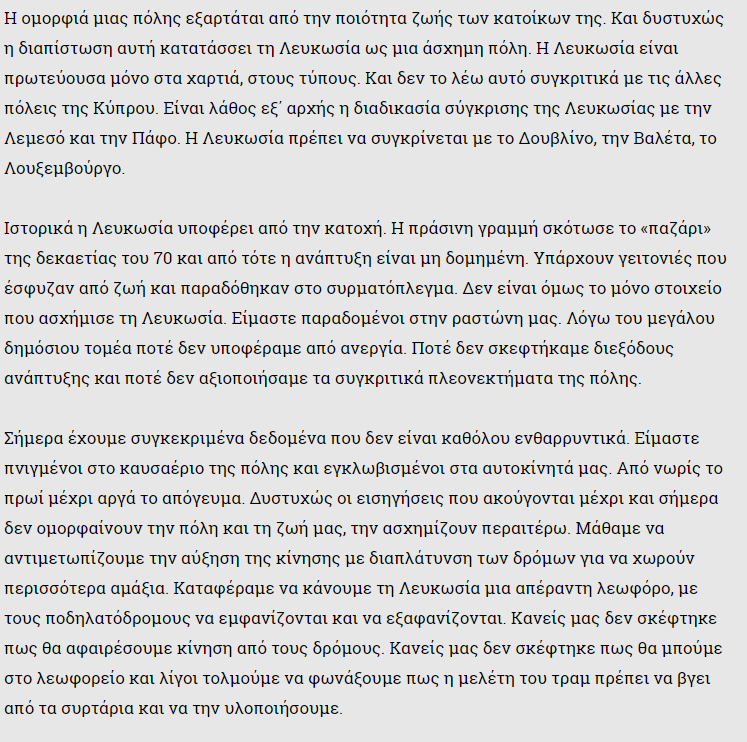 Η ομορφιά μιας πόλης εξαρτάται από την ποιότητα ζωής των κατοίκων της. Και δυστυχώς
η διαπίστωση αυτή κατατάσσει τη Λευκωσία ως μια άσχημη πόλη. Η Λευκωσία είναι
πρωτεύουσα μόνο στα χαρτιά, στους τύπους. Και δεν το λέω αυτό συγκριτικά με τις άλλες
πόλεις της Κύπρου. Είναι λάθος εξ΄ αρχής η διαδικασία σύγκρισης της Λευκωσίας με την
Λεμεσό και την Πάφο. Η Λευκωσία πρέπει να συγκρίνεται με το Δουβλίνο, την Βαλέτα, το
Λουξεμβούργο.
Ιστορικά η Λευκωσία υποφέρει από την κατοχή. Η πράσινη γραμμή σκότωσε το «παζάρι»
της δεκαετίας του 70 και από τότε η ανάπτυξη είναι μη δομημένη. Υπάρχουν γειτονιές που
έσφυζαν από ζωή και παραδόθηκαν στο συρματόπλεγμα. Δεν είναι όμως το μόνο στοιχείο
που ασχήμισε τη Λευκωσία. Είμαστε παραδομένοι στην ραστώνη μας. Λόγω του μεγάλου
δημόσιου τομέα ποτέ δεν υποφέραμε από ανεργία. Ποτέ δεν σκεφτήκαμε διεξόδους
ανάπτυξης και ποτέ δεν αξιοποιήσαμε τα συγκριτικά πλεονεκτήματα της πόλης.
Σήμερα έχουμε συγκεκριμένα δεδομένα που δεν είναι καθόλου ενθαρρυντικά. Είμαστε
πνιγμένοι στο καυσαέριο της πόλης και εγκλωβισμένοι στα αυτοκίνητά μας. Από νωρίς το
πρωί μέχρι αργά το απόγευμα. Δυστυχώς οι εισηγήσεις που ακούγονται μέχρι και σήμερα
δεν ομορφαίνουν την πόλη και τη ζωή μας, την ασχημίζουν περαιτέρω. Μάθαμε να
αντιμετωπίζουμε την αύξηση της κίνησης με διαπλάτυνση των δρόμων για να χωρούν
περισσότερα αμάξια. Καταφέραμε να κάνουμε τη Λευκωσία μια απέραντη λεωφόρο, με
τους ποδηλατόδρομους να εμφανίζονται και να εξαφανίζονται. Κανείς μας δεν σκέφτηκε
πως θα αφαιρέσουμε κίνηση από τους δρόμους. Κανείς μας δεν σκέφτηκε πως θα μπούμε
στο λεωφορείο και λίγοι τολμούμε να φωνάξουμε πως η μελέτη του τραμ πρέπει να βγει
από τα συρτάρια και να την υλοποιήσουμε.